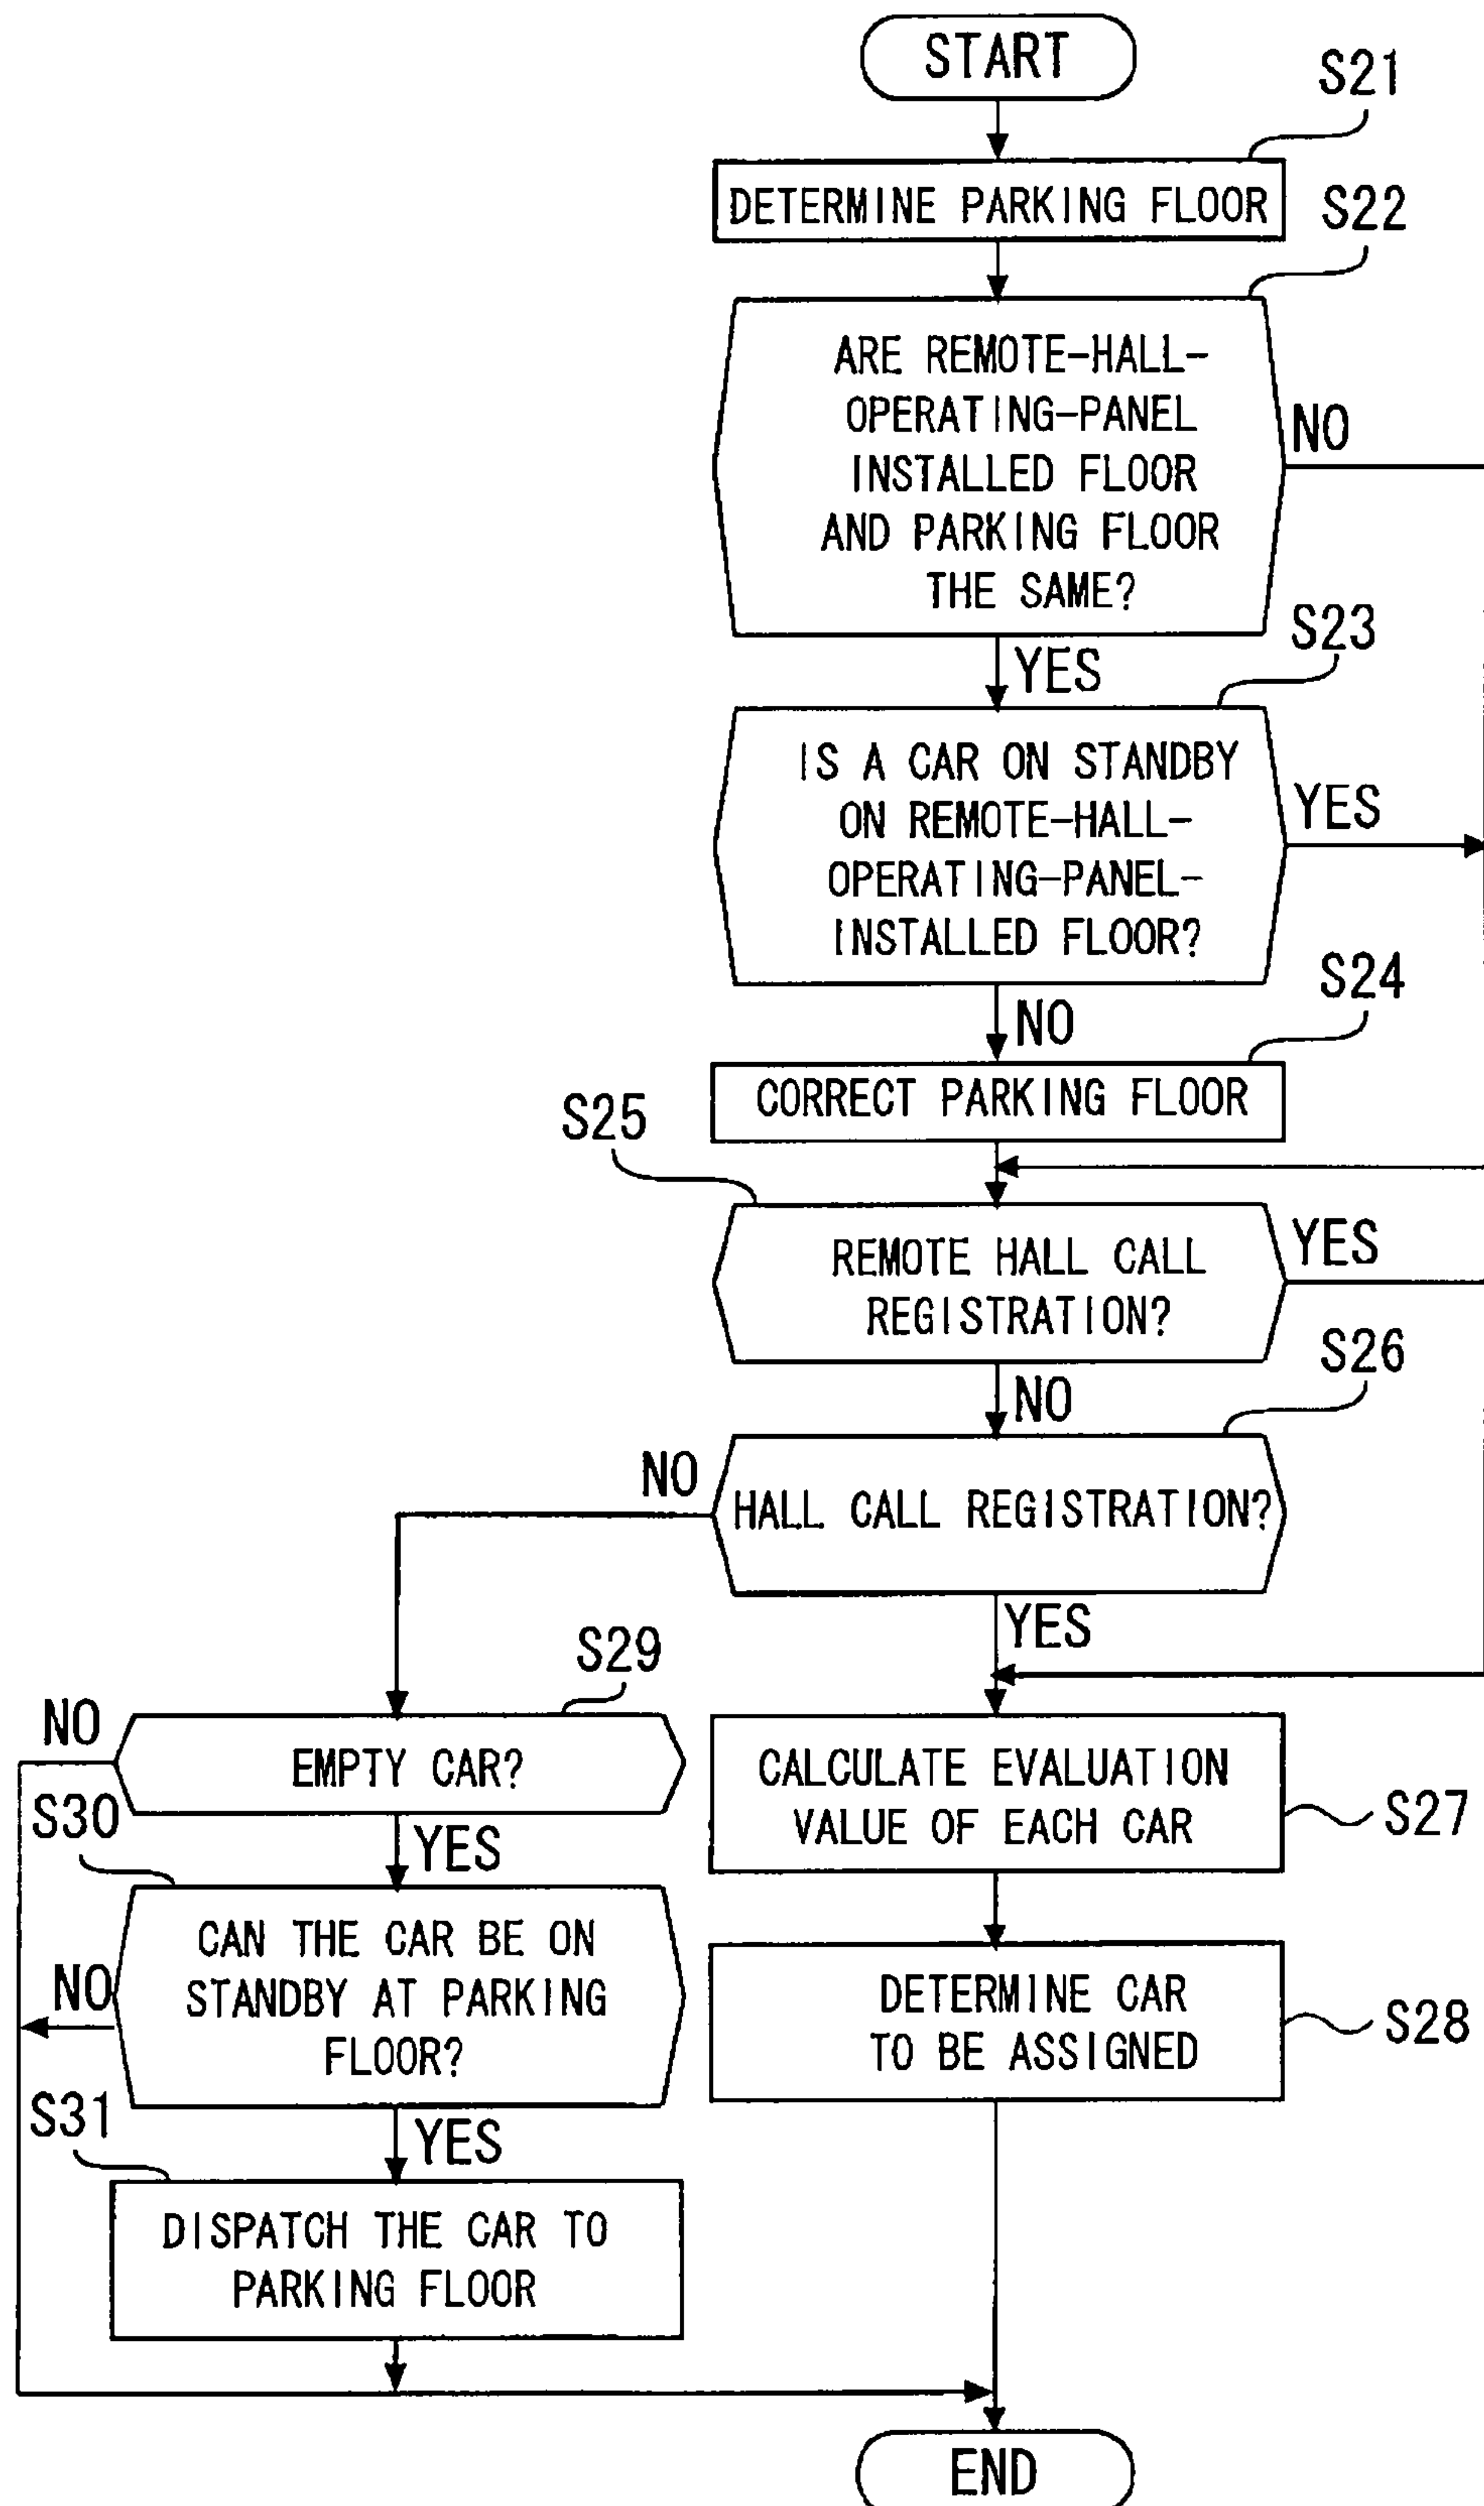 START
S21
DETERMINE PARKING FLOOR
S22
ARE REMOTE-HALL-
OPERATING-PANEL
INSTALLED FLOOR
AND PARKING FLOOR
THE SAME?
NO
YES
S23
IS A CAR ON STANDBY
ON REMOTE-HALL-
OPERATING-PANEL-
INSTALLED FLOOR?
YES
NO
S24
CORRECT PARKING FLOOR
S25
REMOTE HALL CALL
REGISTRATION?
YES
NO
S26
HALL CALL REGISTRATION?
NO
YES
S29
EMPTY CAR?
NO
YES
S30
CAN THE CAR BE ON
STANDBY AT PARKING
FLOOR?
NO
YES
S31
DISPATCH THE CAR TO
PARKING FLOOR
CALCULATE EVALUATION
VALUE OF EACH CAR
S27
DETERMINE CAR
TO BE ASSIGNED
S28
END